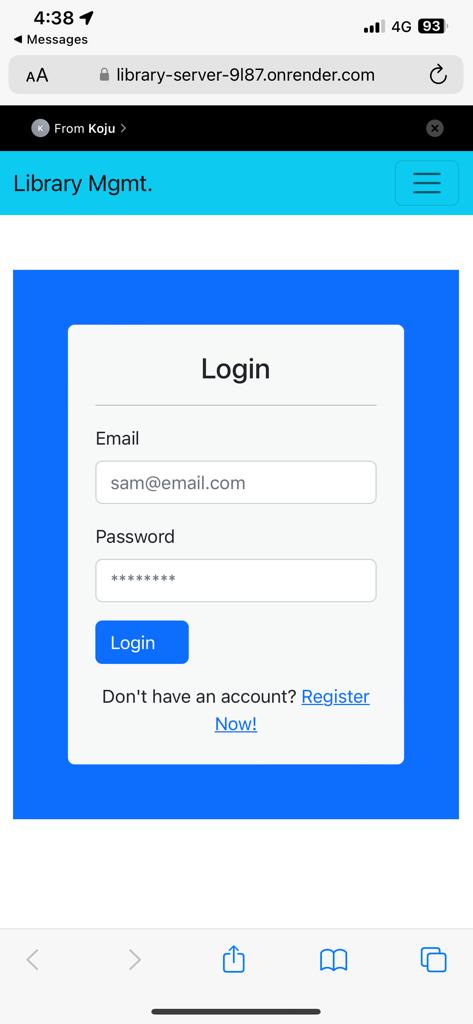 4:38
4G 93
Messages
AA library-server-9l87.onrender.com
K From Koju
Library Mgmt.
Login
Email
sam@email.com
Password
********
Login
Don't have an account? Register
Now!